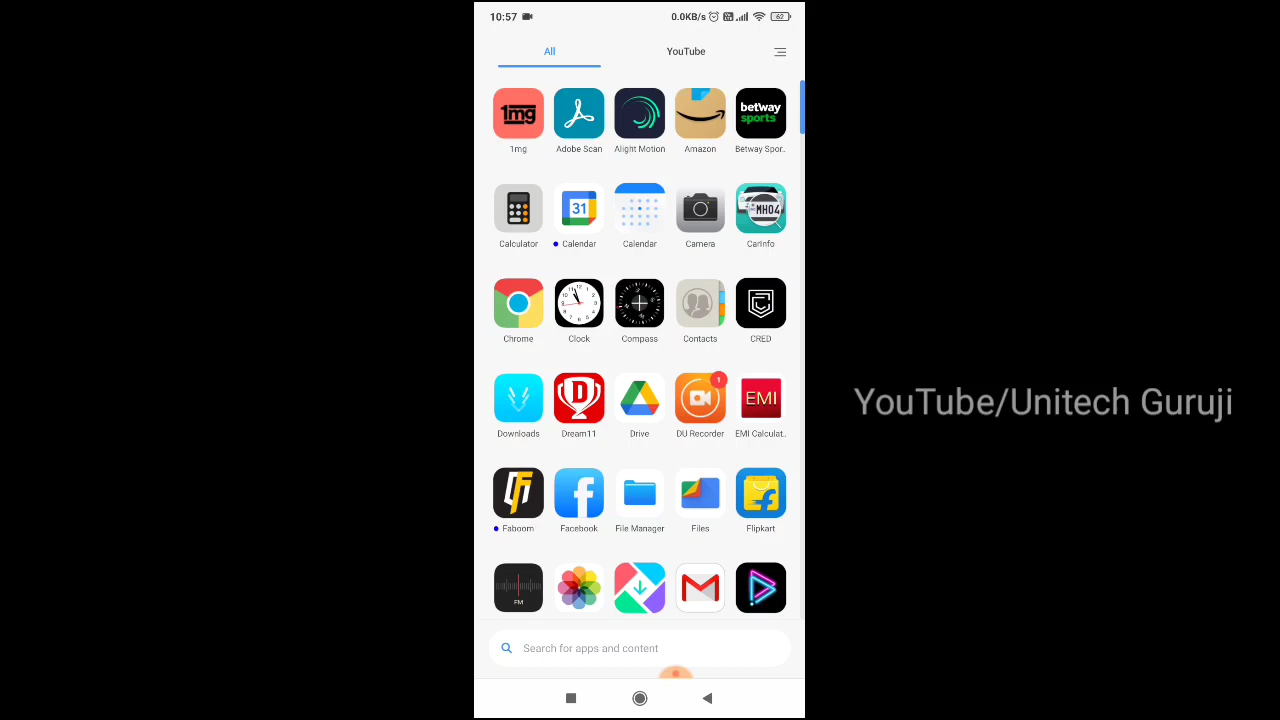 10:57
0.0KB/s
62
All
YouTube
1mg
betway
sports
1mg
Adobe Scan
Alight Motion
Amazon
Betway Spor..
31
MH04
Calculator
Calendar
Calendar
Camera
CarInfo
12
Chrome
Clock
Compass
Contacts
CRED
D
1
EMI
Downloads
Dream11
Drive
DU Recorder
EMI Calculat..
Faboom
Facebook
File Manager
Files
Flipkart
FM
Search for apps and content
YouTube/Unitech Guruji